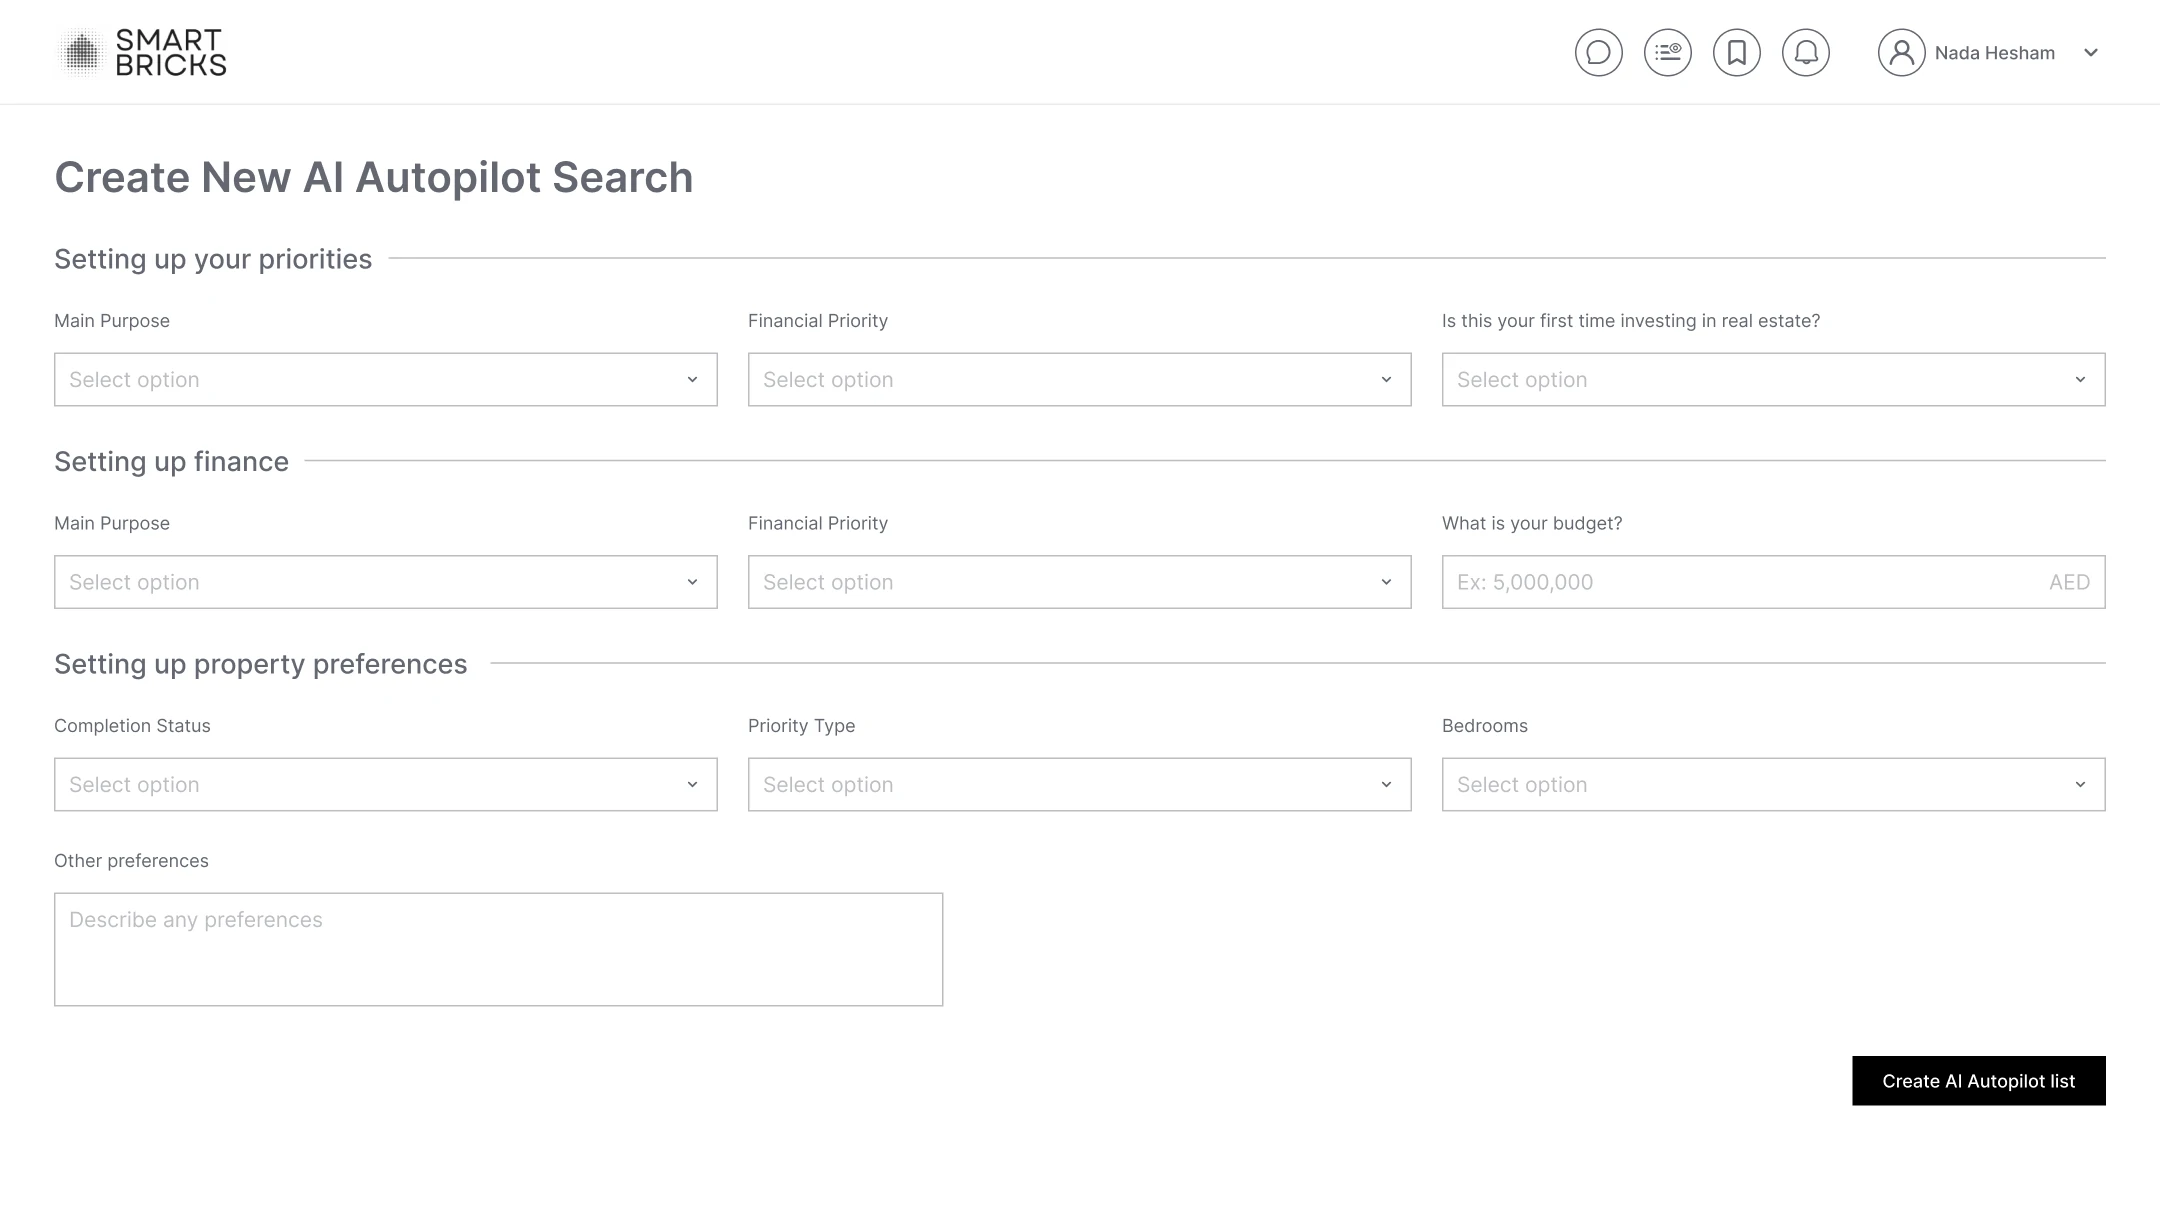 SMART
BRICKS
Nada Hesham
Create New AI Autopilot Search
Setting up your priorities
Main Purpose
Financial Priority
Is this your first time investing in real estate?
Select option
Select option
Select option
Setting up finance
Main Purpose
Financial Priority
What is your budget?
Select option
Select option
Ex: 5,000,000
AED
Setting up property preferences
Completion Status
Priority Type
Bedrooms
Select option
Select option
Select option
Other preferences
Describe any preferences
Create AI Autopilot list